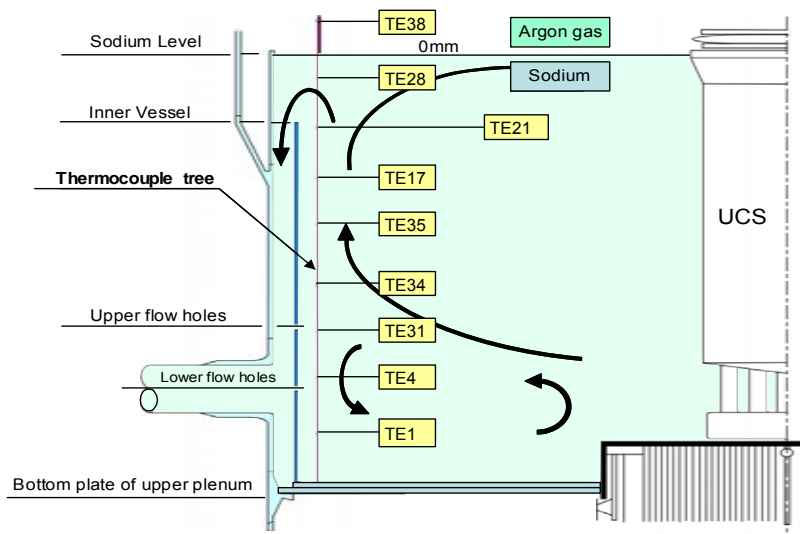 TE38
Argon gas
Sodium Level
0mm
TE28
Sodium
Inner Vessel
TE21
Thermocouple tree
TE17
TE35
UCS
TE34
Upper flow holes
TE31
Lower flow holes
TE4
TE1
Bottom plate of upper plenum